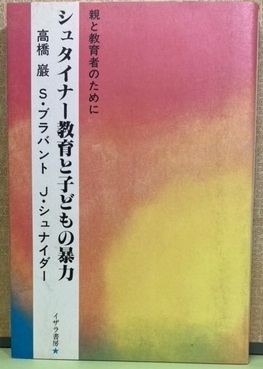 親と教育者のために
シュタイナー教育と子どもの暴力
高橋 巖 S・ブラバント J・シュナイダー
イザラ書房★